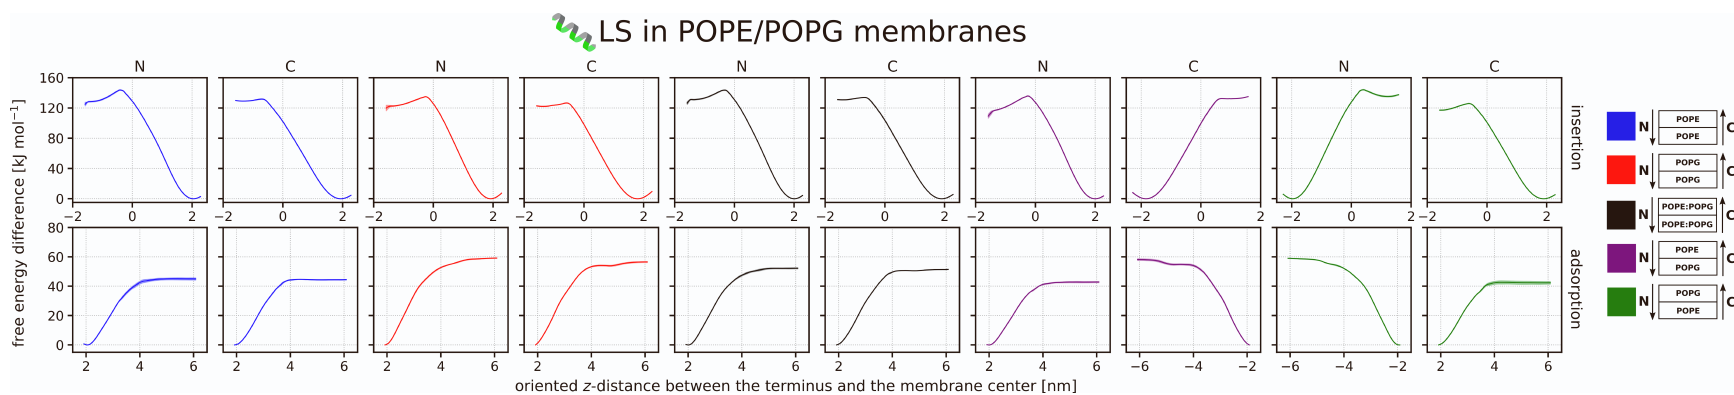 LS in POPE/POPG membranes
N C N C N C N C N C
free energy difference [kJ mol⁻¹]
160
120
80
40
0
−2 0 2 −2 0 2 −2 0 2 −2 0 2 −2 0 2 −2 0 2 −2 0 2 −2 0 2 −2 0 2 −2 0 2
insertion
80
60
40
20
0
2 4 6 2 4 6 2 4 6 2 4 6 2 4 6 2 4 6 2 4 6 −6 −4 −2 −6 −4 −2 2 4 6
adsorption
oriented z-distance between the terminus and the membrane center [nm]
N POPE C
POPE
N POPG C
POPG
N POPE:POPG C
POPE:POPG
N POPE C
POPG
N POPG C
POPE